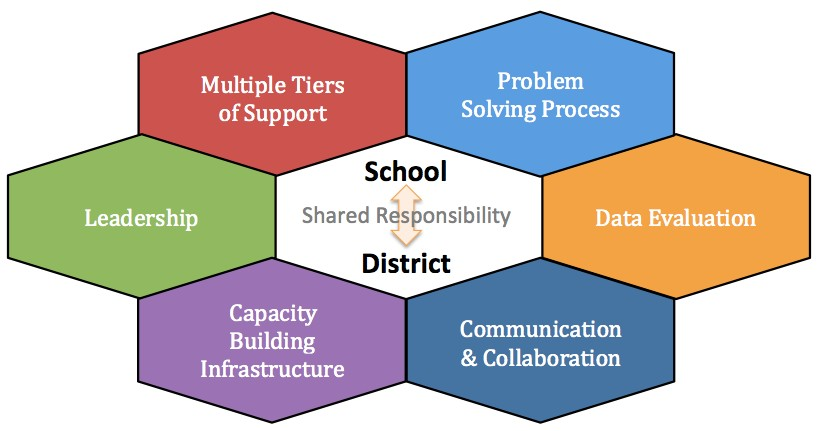 Multiple Tiers
of Support
Problem
Solving Process
Leadership
School
Shared Responsibility
District
Data Evaluation
Capacity
Building
Infrastructure
Communication
& Collaboration